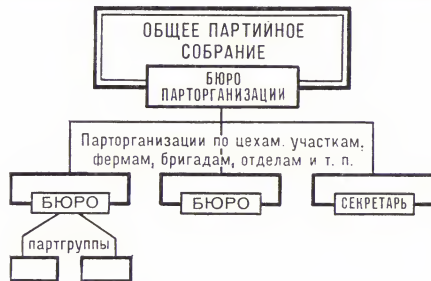 ОБЩЕЕ ПАРТИЙНОЕ
СОБРАНИЕ
БЮРО
ПАРТОРГАНИЗАЦИИ
Парторганизации по цехам. участкам,
фермам, бригадам, отделам и т. п.
БЮРО
БЮРО
СЕКРЕТАРЬ
партгруппы